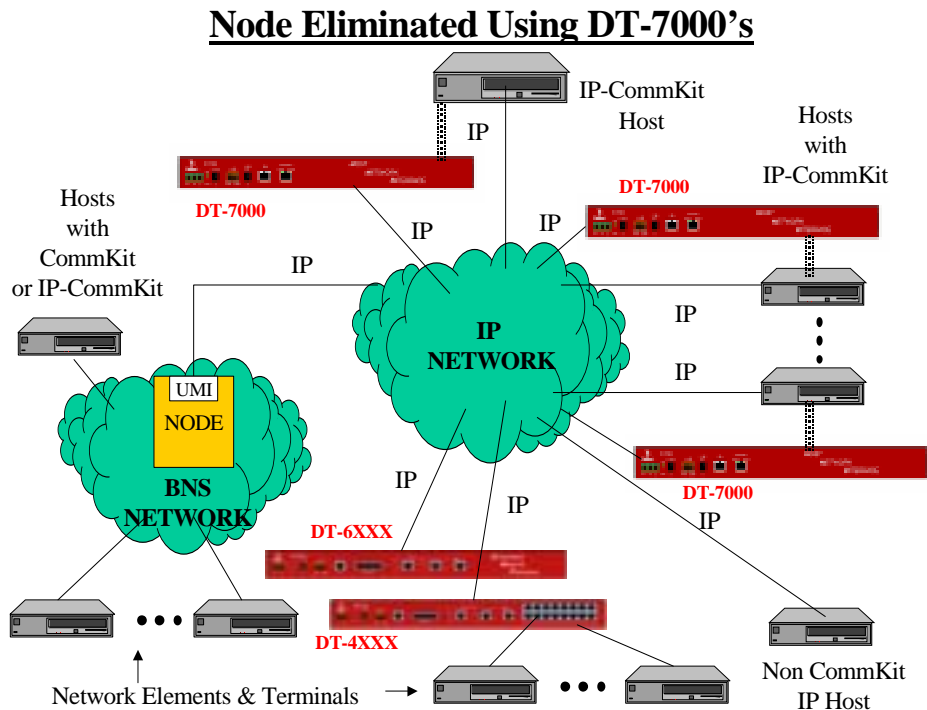 Node Eliminated Using DT-7000's
IP-CommKit
Host
IP
Hosts
with
IP-CommKit
DT-7000
DT-7000
Hosts
with
CommKit
or IP-CommKit
IP
IP
IP
IP
IP
NETWORK
IP
UMI
NODE
BNS
NETWORK
IP
IP
DT-7000
IP
DT-6XXX
DT-4XXX
Network Elements & Terminals
Non CommKit
IP Host